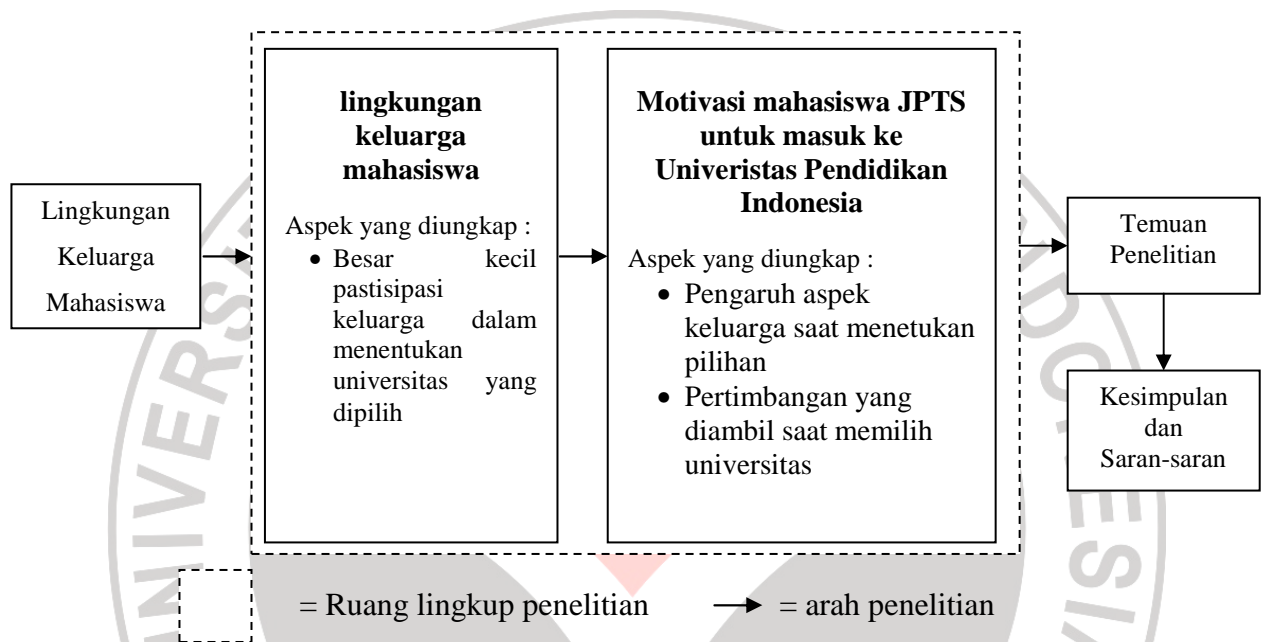 Lingkungan
Keluarga
Mahasiswa
lingkungan
keluarga
mahasiswa
Aspek yang diungkap :
• Besar kecil
pastisipasi
keluarga dalam
menentukan
universitas yang
dipilih
Motivasi mahasiswa JPTS
untuk masuk ke
Univeristas Pendidikan
Indonesia
Aspek yang diungkap :
• Pengaruh aspek
keluarga saat menetukan
pilihan
• Pertimbangan yang
diambil saat memilih
universitas
Temuan
Penelitian
Kesimpulan
dan
Saran-saran
= Ruang lingkup penelitian
= arah penelitian